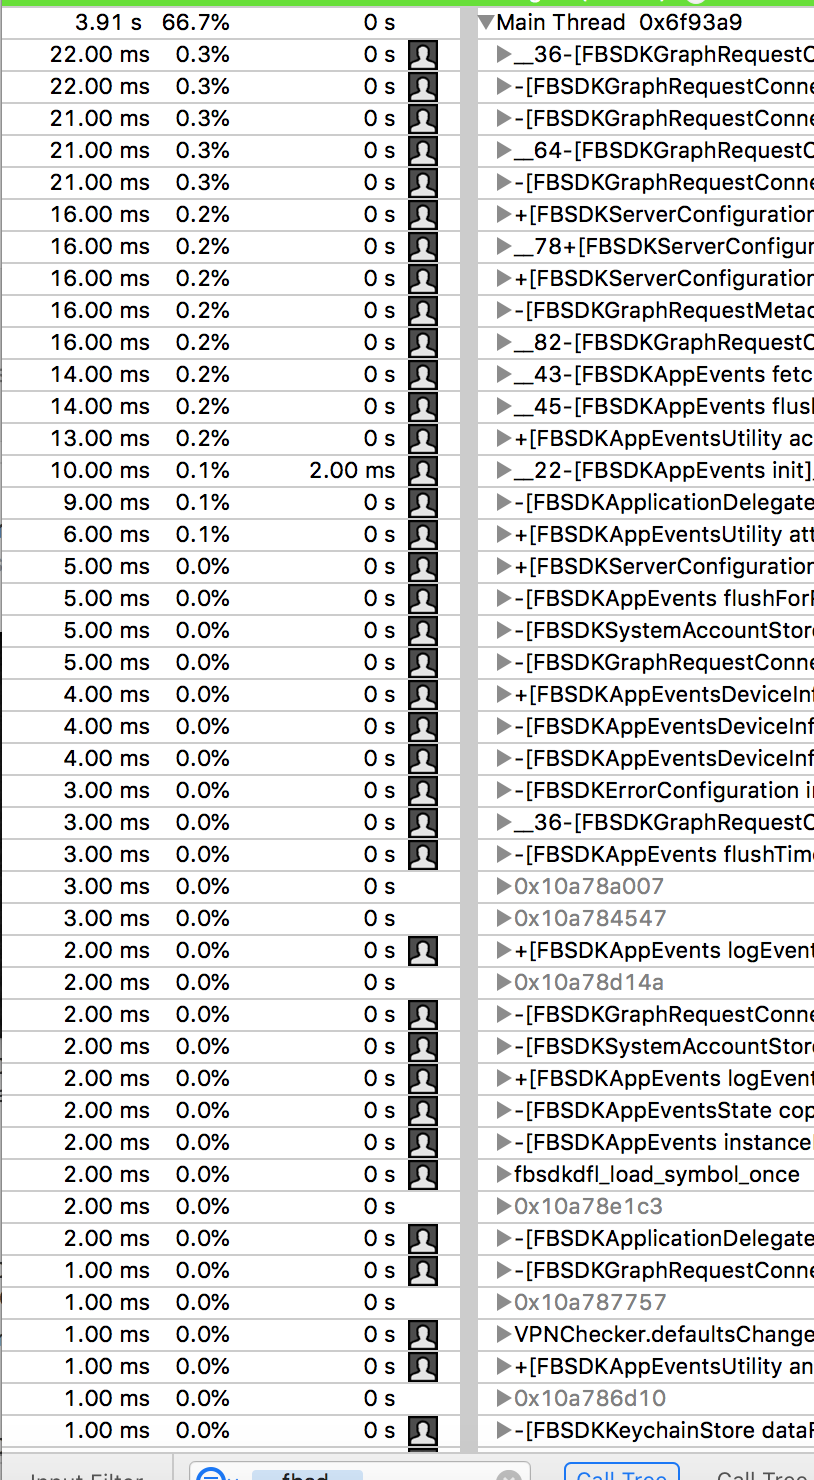 3.91 s 66.7% 0 s Main Thread 0x6f93a9
22.00 ms 0.3% 0 s __36-[FBSDKGraphRequestC
22.00 ms 0.3% 0 s -[FBSDKGraphRequestConne
21.00 ms 0.3% 0 s -[FBSDKGraphRequestConne
21.00 ms 0.3% 0 s __64-[FBSDKGraphRequestC
21.00 ms 0.3% 0 s -[FBSDKGraphRequestConne
16.00 ms 0.2% 0 s +[FBSDKServerConfiguration
16.00 ms 0.2% 0 s __78+[FBSDKServerConfigur
16.00 ms 0.2% 0 s +[FBSDKServerConfiguration
16.00 ms 0.2% 0 s -[FBSDKGraphRequestMetad
16.00 ms 0.2% 0 s __82-[FBSDKGraphRequestC
14.00 ms 0.2% 0 s __43-[FBSDKAppEvents fetc
14.00 ms 0.2% 0 s __45-[FBSDKAppEvents flush
13.00 ms 0.2% 0 s +[FBSDKAppEventsUtility ac
10.00 ms 0.1% 2.00 ms __22-[FBSDKAppEvents init]_
9.00 ms 0.1% 0 s -[FBSDKApplicationDelegate
6.00 ms 0.1% 0 s +[FBSDKAppEventsUtility att
5.00 ms 0.0% 0 s +[FBSDKServerConfiguration
5.00 ms 0.0% 0 s -[FBSDKAppEvents flushForR
5.00 ms 0.0% 0 s -[FBSDKSystemAccountStore
5.00 ms 0.0% 0 s -[FBSDKGraphRequestConne
4.00 ms 0.0% 0 s +[FBSDKAppEventsDeviceInf
4.00 ms 0.0% 0 s -[FBSDKAppEventsDeviceInf
4.00 ms 0.0% 0 s -[FBSDKAppEventsDeviceInf
3.00 ms 0.0% 0 s -[FBSDKErrorConfiguration in
3.00 ms 0.0% 0 s __36-[FBSDKGraphRequestC
3.00 ms 0.0% 0 s -[FBSDKAppEvents flushTime
3.00 ms 0.0% 0 s 0x10a78a007
3.00 ms 0.0% 0 s 0x10a784547
2.00 ms 0.0% 0 s +[FBSDKAppEvents logEvent
2.00 ms 0.0% 0 s 0x10a78d14a
2.00 ms 0.0% 0 s -[FBSDKGraphRequestConne
2.00 ms 0.0% 0 s -[FBSDKSystemAccountStore
2.00 ms 0.0% 0 s +[FBSDKAppEvents logEvent
2.00 ms 0.0% 0 s -[FBSDKAppEventsState cop
2.00 ms 0.0% 0 s -[FBSDKAppEvents instance
2.00 ms 0.0% 0 s fbsdkdfl_load_symbol_once
2.00 ms 0.0% 0 s 0x10a78e1c3
2.00 ms 0.0% 0 s -[FBSDKApplicationDelegate
1.00 ms 0.0% 0 s -[FBSDKGraphRequestConne
1.00 ms 0.0% 0 s 0x10a787757
1.00 ms 0.0% 0 s VPNChecker.defaultsChange
1.00 ms 0.0% 0 s +[FBSDKAppEventsUtility an
1.00 ms 0.0% 0 s 0x10a786d10
1.00 ms 0.0% 0 s -[FBSDKKeychainStore dataF
Input Filter fbsd Call Tree Call Tree